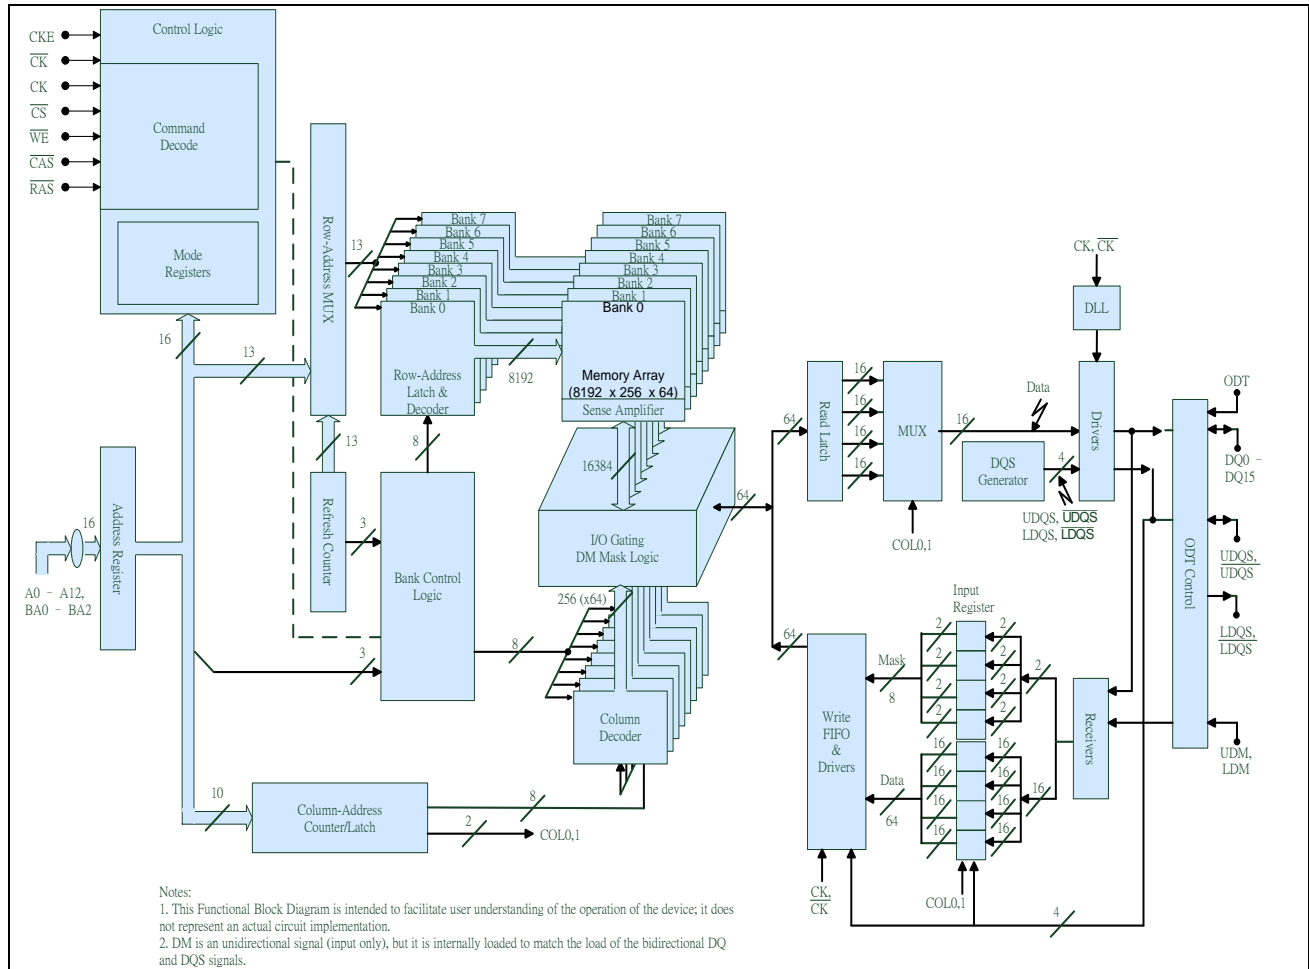 Control Logic
CKE
CK
CK
CS
WE
CAS
RAS
Command
Decode
Mode
Registers
16
13
Row-Address MUX
13
Bank 7
Bank 6
Bank 5
Bank 4
Bank 3
Bank 2
Bank 1
Bank 0
Row-Address
Latch &
Decoder
8192
Bank 7
Bank 6
Bank 5
Bank 4
Bank 3
Bank 2
Bank 1
Bank 0
Memory Array
(8192 x 256 x 64)
Sense Amplifier
13
8
16384
16
Address Register
A0 - A12,
BA0 - BA2
Refresh Counter
3
3
Bank Control
Logic
8
I/O Gating
DM Mask Logic
256 (x64)
Column
Decoder
10
Column-Address
Counter/Latch
8
2
COL0,1
64
64
64
Read Latch
16
16
16
16
MUX
COL0,1
16
Data
CK, CK
DLL
Drivers
DQS
Generator
4
UDQS, UDQS
LDQS, LDQS
ODT
DQ0 -
DQ15
UDQS,
UDQS
LDQS,
LDQS
UDM,
LDM
ODT Control
Input
Register
2
2
2
2
2
2
2
2
2
Mask
8
Write
FIFO
&
Drivers
Data
64
16
16
16
16
16
16
16
16
16
Receivers
CK,
CK
COL0,1
4
Notes:
1. This Functional Block Diagram is intended to facilitate user understanding of the operation of the device; it does
not represent an actual circuit implementation.
2. DM is an unidirectional signal (input only), but it is internally loaded to match the load of the bidirectional DQ
and DQS signals.